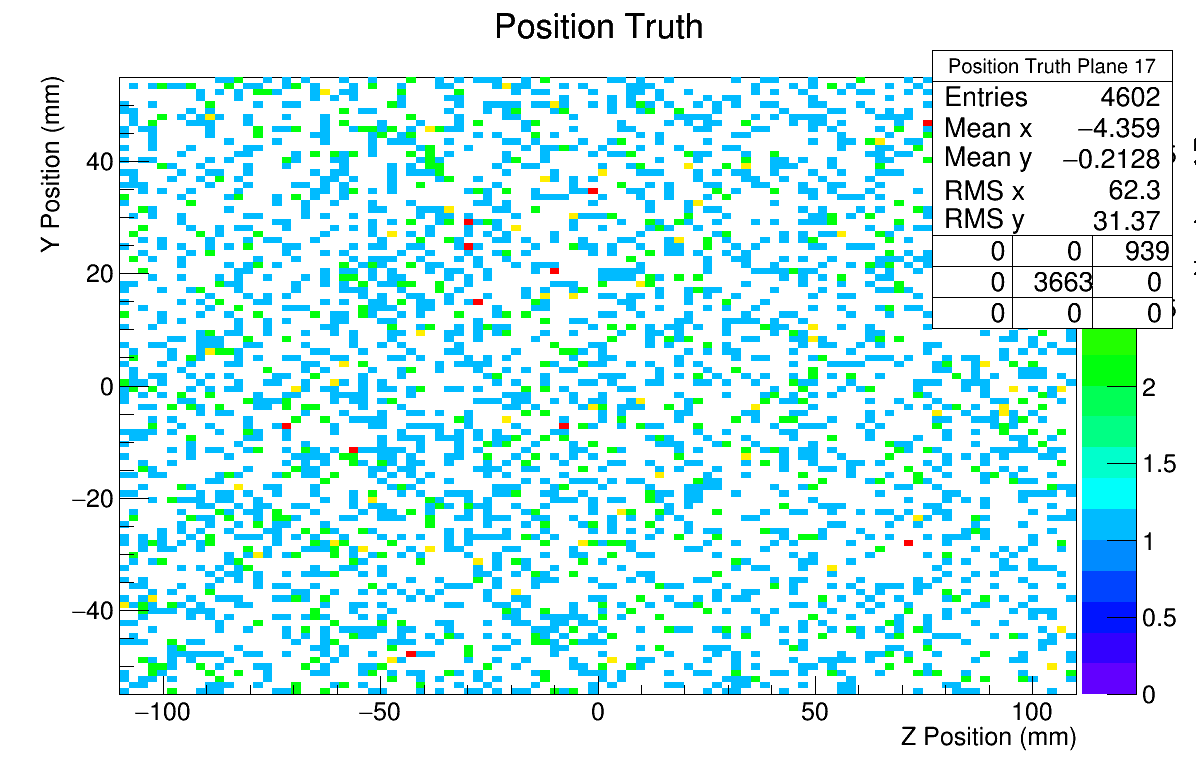 Position Truth
Y Position (mm)
Position Truth Plane 17
Entries 4602
Mean x −4.359
Mean y −0.2128
RMS x 62.3
RMS y 31.37
0 0 939
0 3663 0
0 0 0
40
20
0
−20
−40
2
1.5
1
0.5
0
−100 −50 0 50 100
Z Position (mm)